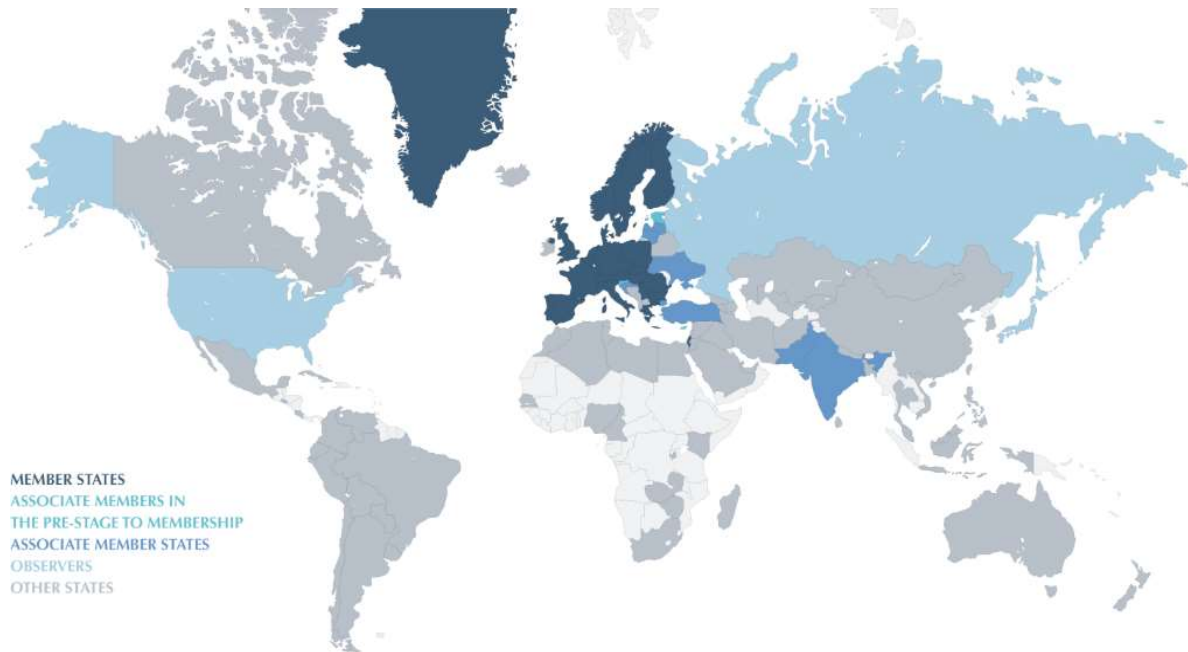 MEMBER STATES
ASSOCIATE MEMBERS IN
THE PRE-STAGE TO MEMBERSHIP
ASSOCIATE MEMBER STATES
OBSERVERS
OTHER STATES